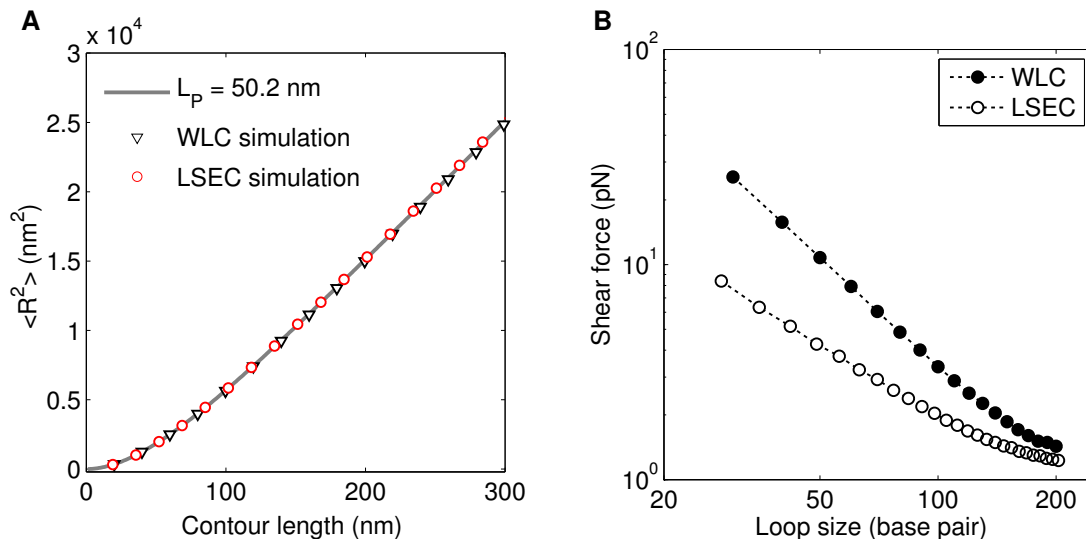 A
x 10^4
3
2.5
2
1.5
1
0.5
0
<R^2> (nm^2)
L_P = 50.2 nm
WLC simulation
LSEC simulation
0 100 200 300
Contour length (nm)
B
10^2
10^1
10^0
Shear force (pN)
WLC
LSEC
20 50 100 200
Loop size (base pair)